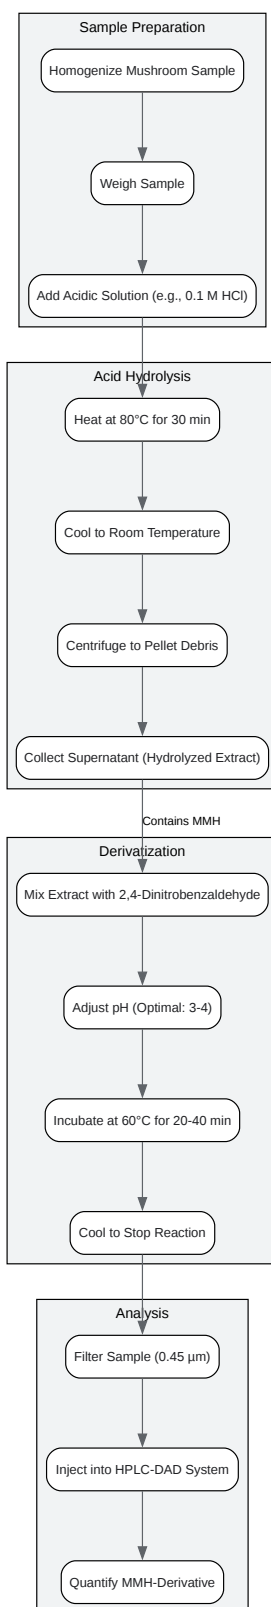 Sample Preparation
Homogenize Mushroom Sample
Weigh Sample
Add Acidic Solution (e.g., 0.1 M HCl)
Acid Hydrolysis
Heat at 80°C for 30 min
Cool to Room Temperature
Centrifuge to Pellet Debris
Collect Supernatant (Hydrolyzed Extract)
Contains MMH
Derivatization
Mix Extract with 2,4-Dinitrobenzaldehyde
Adjust pH (Optimal: 3-4)
Incubate at 60°C for 20-40 min
Cool to Stop Reaction
Analysis
Filter Sample (0.45 µm)
Inject into HPLC-DAD System
Quantify MMH-Derivative